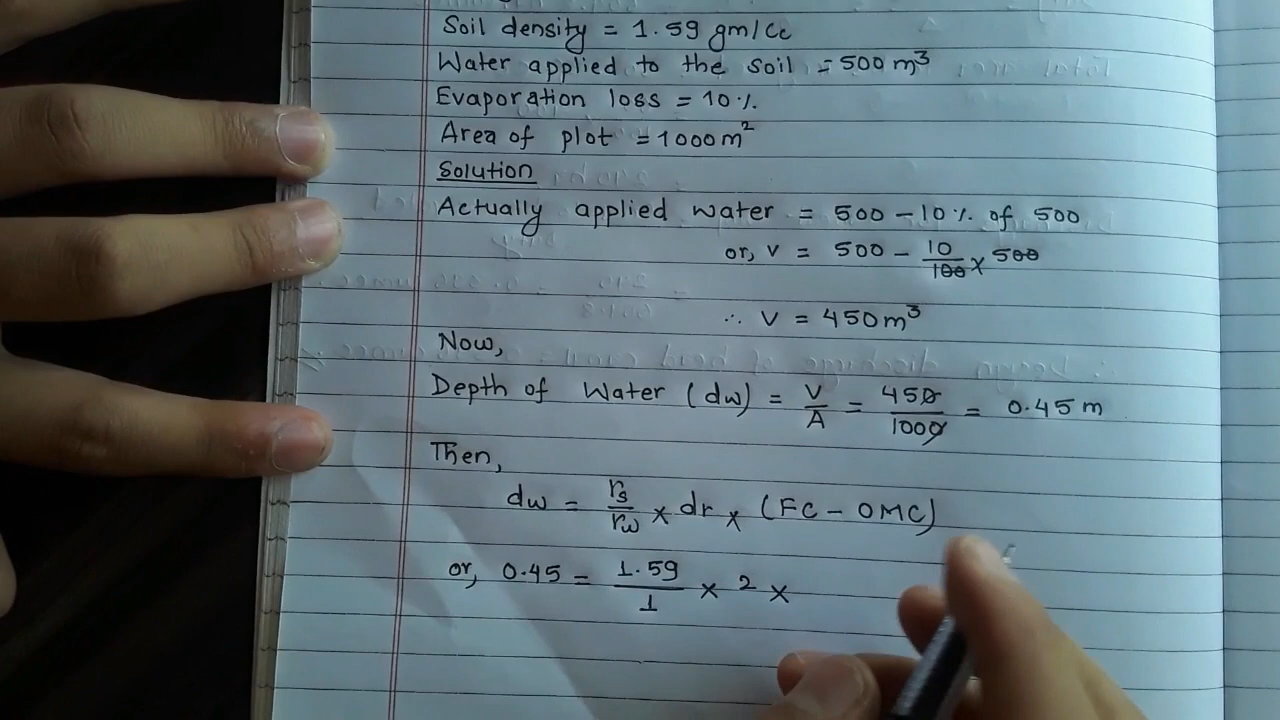 Soil density = 1.59 gm/cc
Water applied to the soil = 500 m³
Evaporation loss = 10%.
Area of plot = 1000 m²
Solution
Actually applied water = 500 - 10% of 500
or, V = 500 - 10/100 × 500
∴ V = 450 m³
Now,
Depth of Water (dw) = V/A = 450/1000 = 0.45 m
Then,
dw = rs/rw × dr × (FC - OMC)
or, 0.45 = 1.59/1 × 2 ×